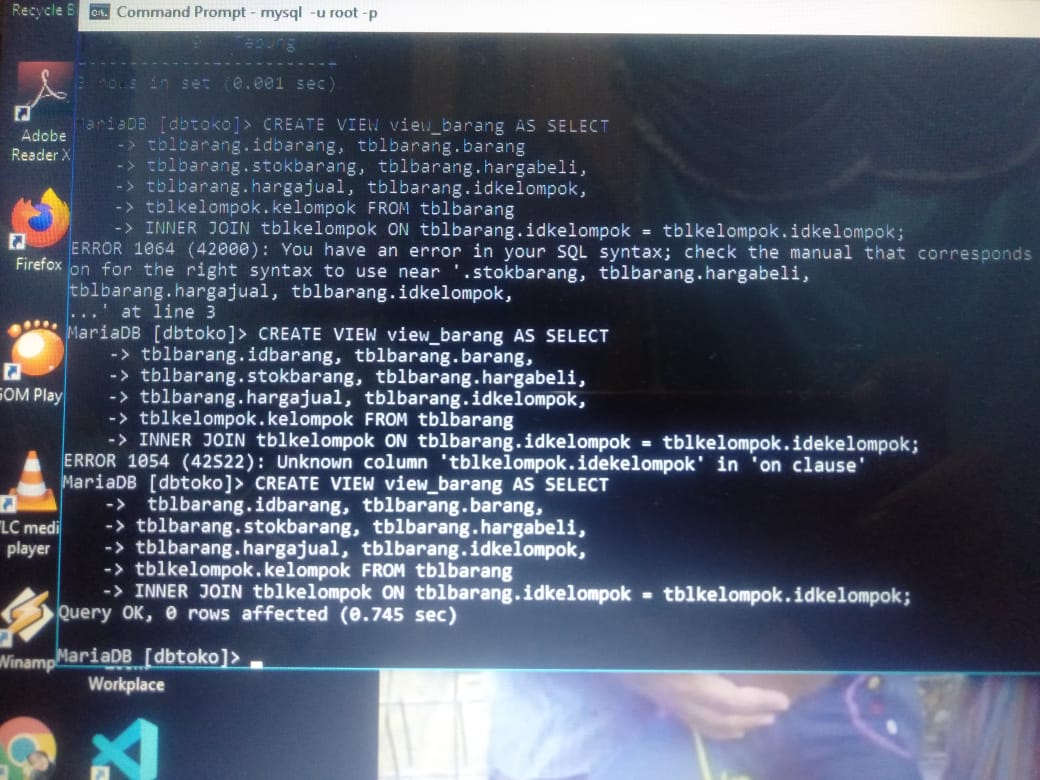 Recycle B
Command Prompt - mysql -u root -p
rows in set (0.001 sec)
MariaDB [dbtoko]> CREATE VIEW view_barang AS SELECT
-> tblbarang.idbarang, tblbarang.barang
-> tblbarang.stokbarang, tblbarang.hargabeli,
-> tblbarang.hargajual, tblbarang.idkelompok,
-> tblkelompok.kelompok FROM tblbarang
-> INNER JOIN tblkelompok ON tblbarang.idkelompok = tblkelompok.idkelompok;
ERROR 1064 (42000): You have an error in your SQL syntax; check the manual that corresponds
on for the right syntax to use near '.stokbarang, tblbarang.hargabeli,
tblbarang.hargajual, tblbarang.idkelompok,
...' at line 3
MariaDB [dbtoko]> CREATE VIEW view_barang AS SELECT
-> tblbarang.idbarang, tblbarang.barang,
-> tblbarang.stokbarang, tblbarang.hargabeli,
-> tblbarang.hargajual, tblbarang.idkelompok,
-> tblkelompok.kelompok FROM tblbarang
-> INNER JOIN tblkelompok ON tblbarang.idkelompok = tblkelompok.idekelompok;
ERROR 1054 (42S22): Unknown column 'tblkelompok.idekelompok' in 'on clause'
MariaDB [dbtoko]> CREATE VIEW view_barang AS SELECT
-> tblbarang.idbarang, tblbarang.barang,
-> tblbarang.stokbarang, tblbarang.hargabeli,
-> tblbarang.hargajual, tblbarang.idkelompok,
-> tblkelompok.kelompok FROM tblbarang
-> INNER JOIN tblkelompok ON tblbarang.idkelompok = tblkelompok.idkelompok;
Query OK, 0 rows affected (0.745 sec)
MariaDB [dbtoko]>
Adobe
Reader X
Firefox
GOM Play
VLC medi
player
Winamp
Workplace